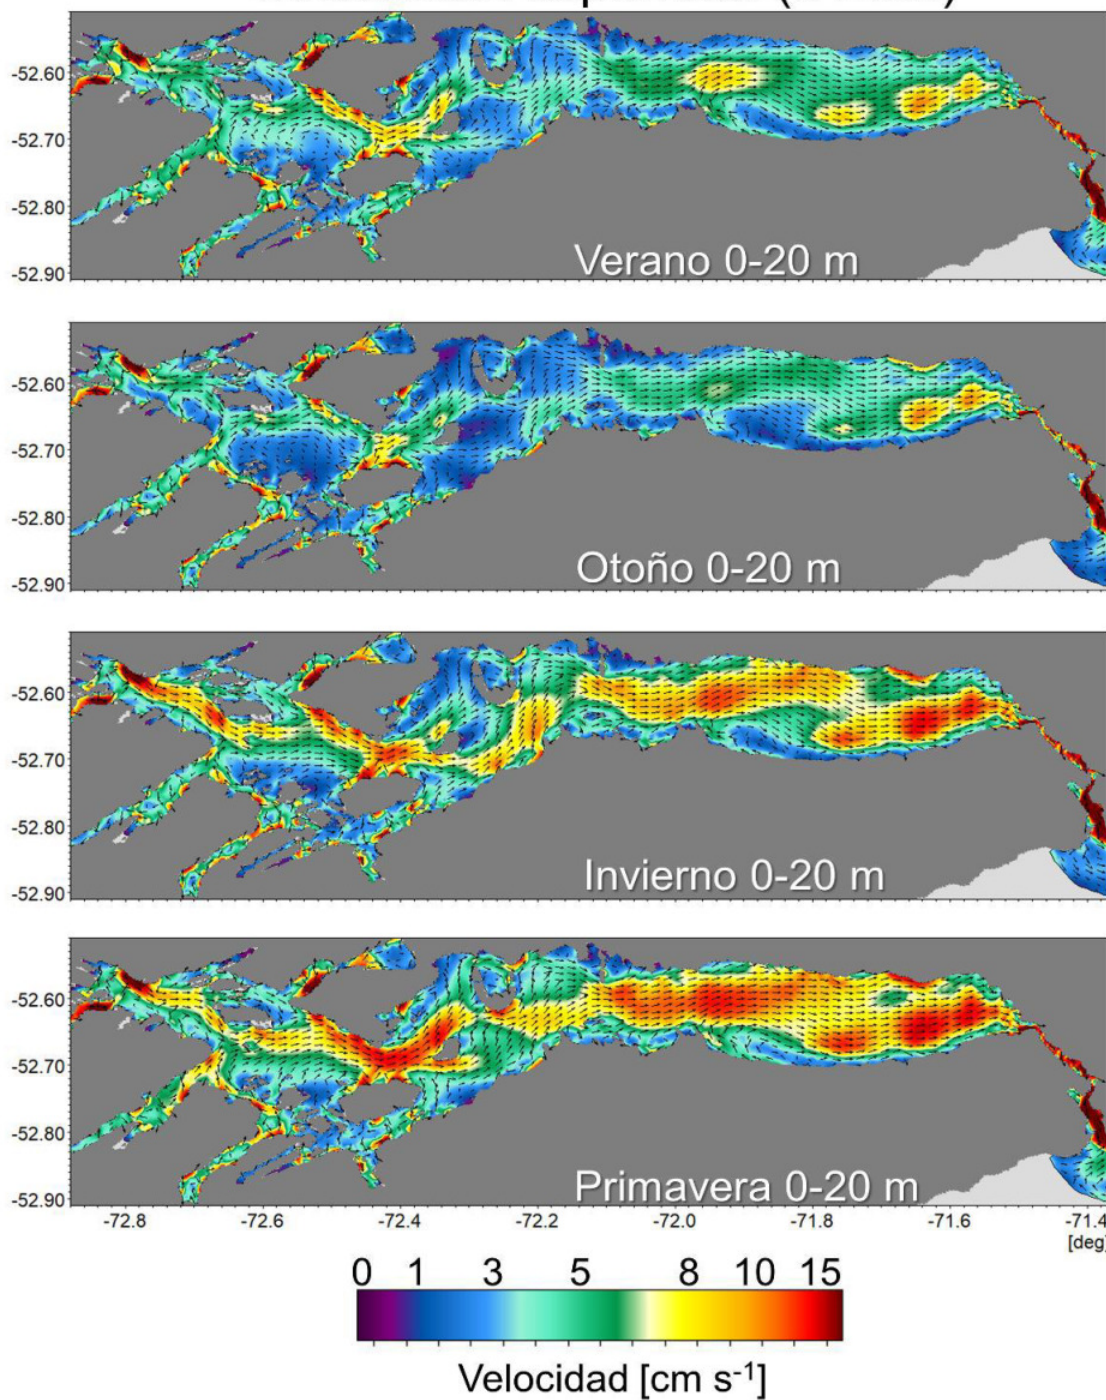 -52.60
-52.70
-52.80
-52.90
Verano 0-20 m
-52.60
-52.70
-52.80
-52.90
Otoño 0-20 m
-52.60
-52.70
-52.80
-52.90
Invierno 0-20 m
-52.60
-52.70
-52.80
-52.90
Primavera 0-20 m
-72.8 -72.6 -72.4 -72.2 -72.0 -71.8 -71.6 -71.4
[deg]
0 1 3 5 8 10 15
Velocidad [cm s⁻¹]